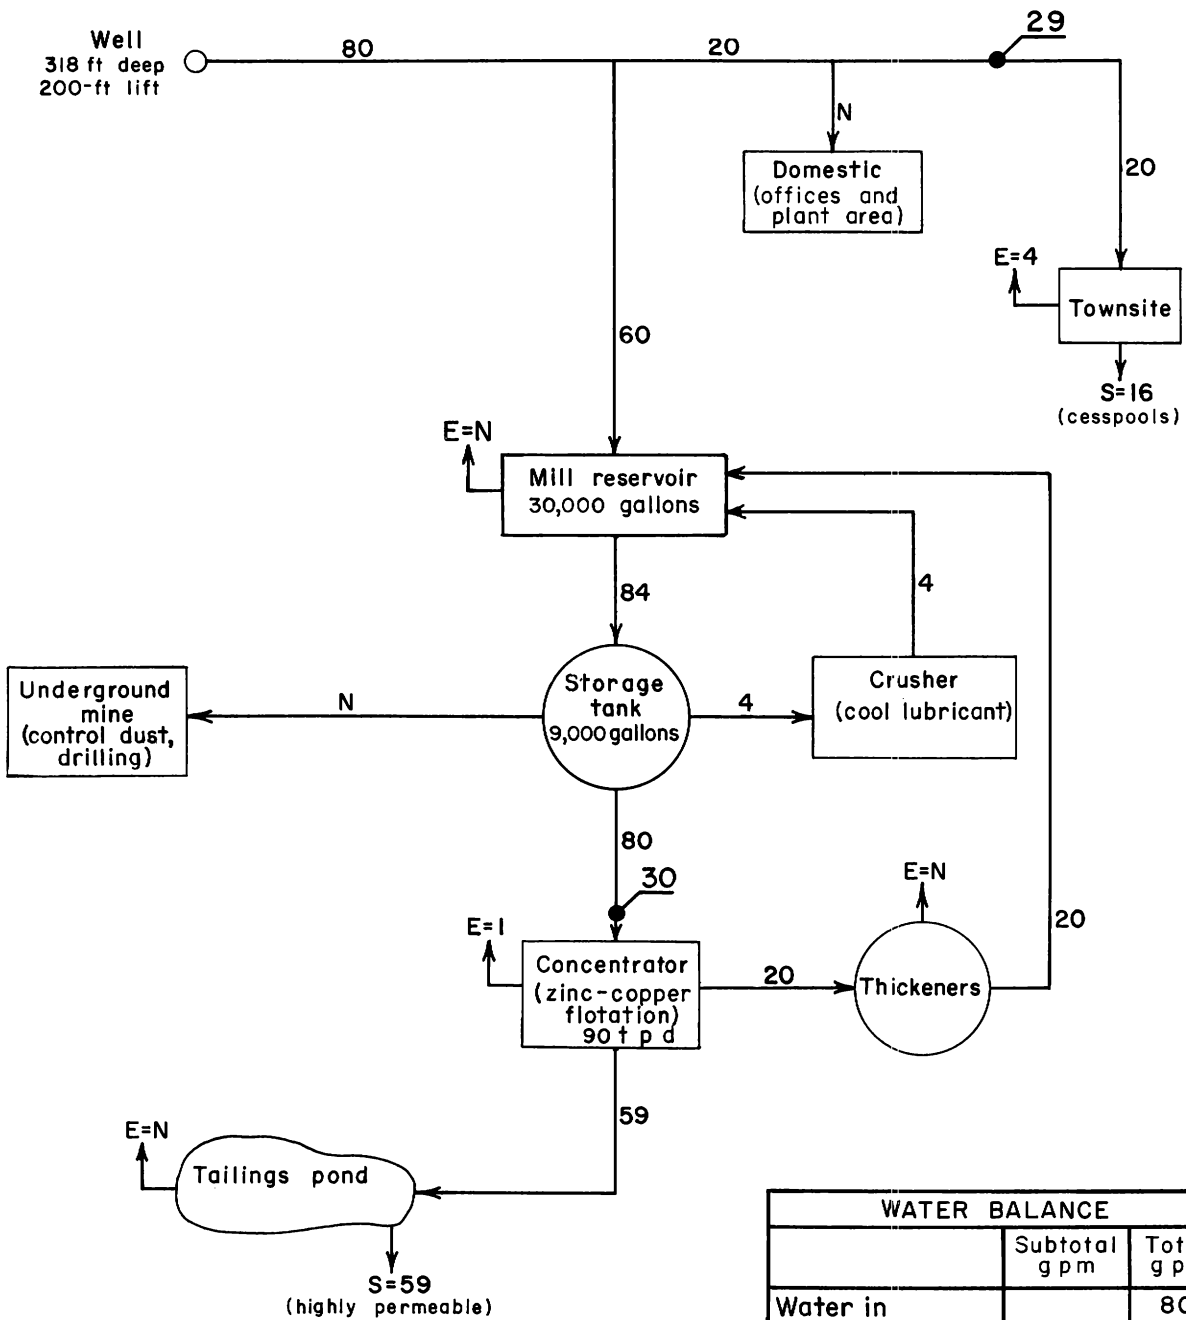 Well
318 ft deep
200-ft lift
80
20
29
N
Domestic
(offices and
plant area)
20
E=4
Townsite
S=16
(cesspools)
60
E=N
Mill reservoir
30,000 gallons
84
4
Underground
mine
(control dust,
drilling)
N
Storage
tank
9,000 gallons
4
Crusher
(cool lubricant)
80
30
E=N
20
E=1
Concentrator
(zinc-copper
flotation)
90 t p d
20
Thickeners
59
E=N
Tailings pond
S=59
(highly permeable)
WATER BALANCE
Subtotal
g p m
Water in
80